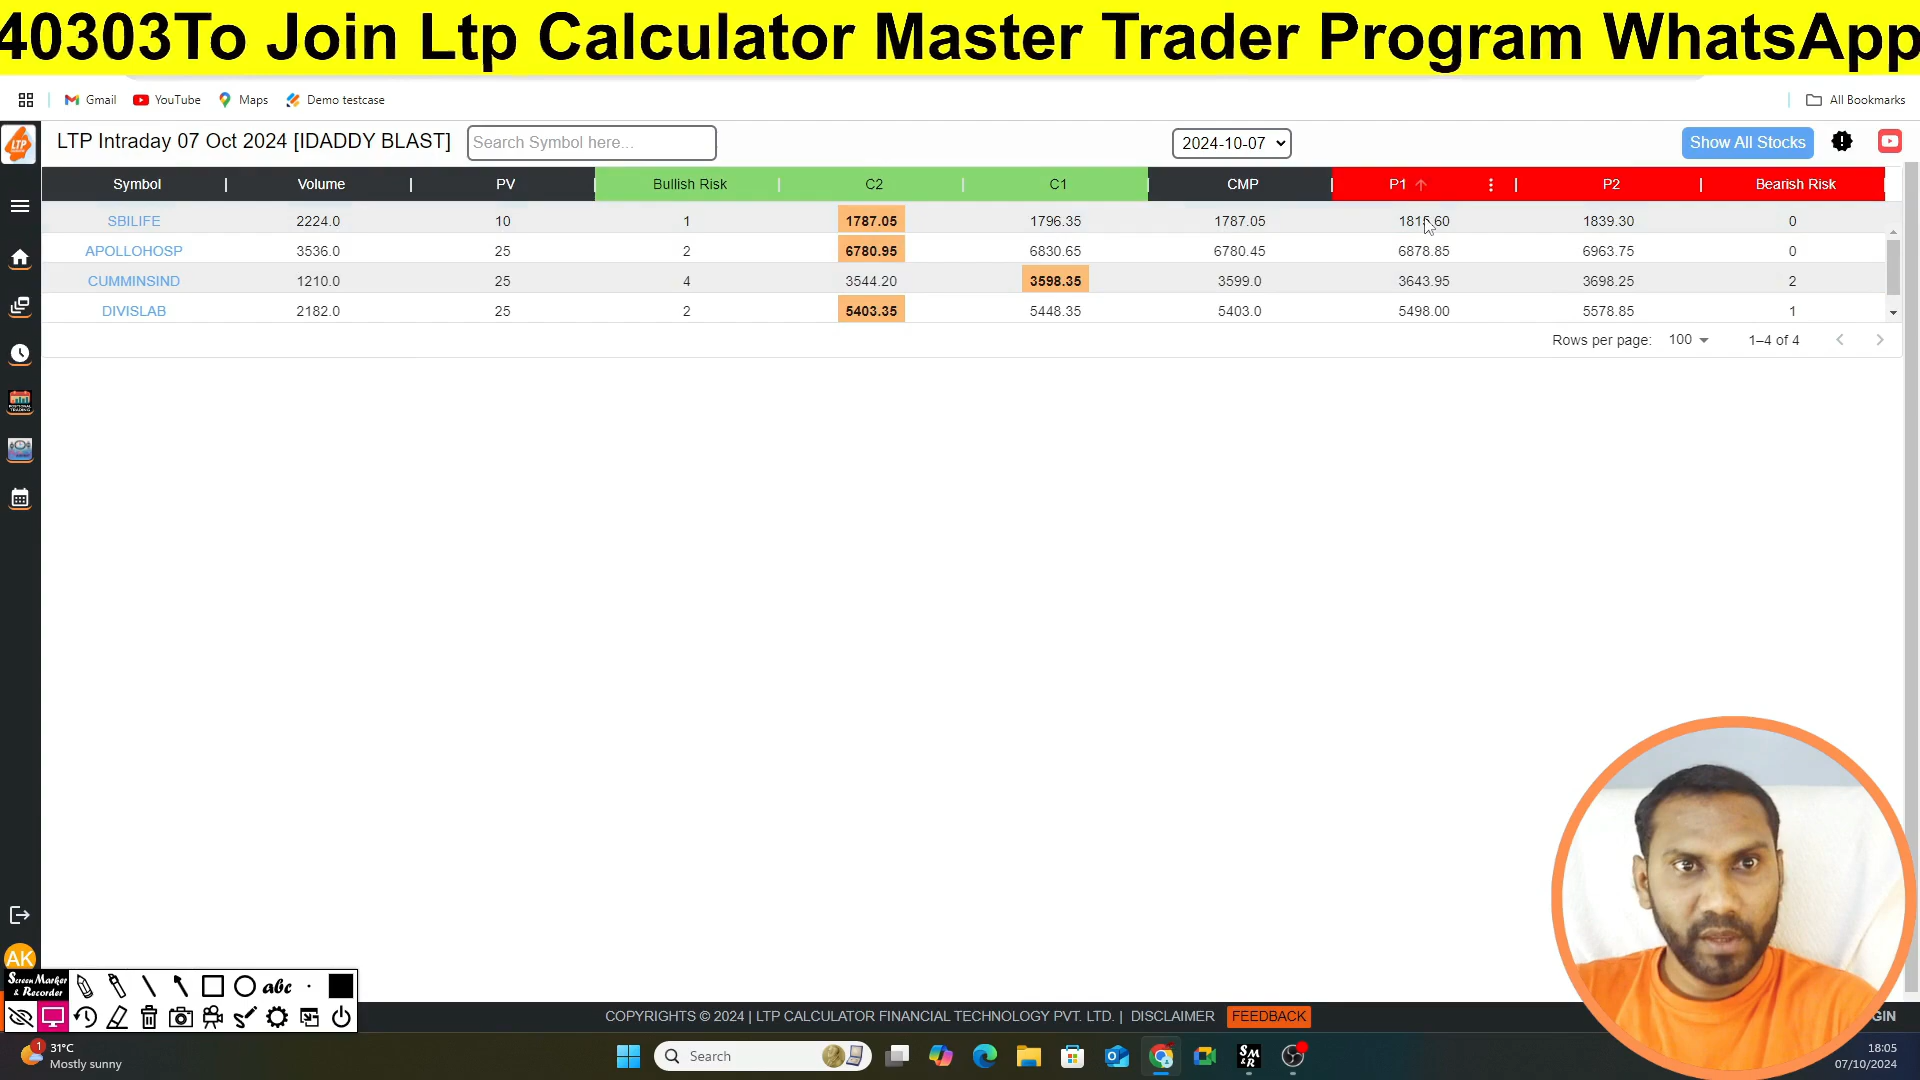 40303To Join Ltp Calculator Master Trader Program WhatsApp
Gmail YouTube Maps Demo testcase All Bookmarks
LTP LTP Intraday 07 Oct 2024 [IDADDY BLAST] Search Symbol here... 2024-10-07 Show All Stocks
Symbol Volume PV Bullish Risk C2 C1 CMP P1 P2 Bearish Risk
SBILIFE 2224.0 10 1 1787.05 1796.35 1787.05 1839.30 0
APOLLOHOSP 3536.0 25 2 6780.95 6830.65 6780.45 6878.85 6963.75 0
CUMMINSIND 1210.0 25 4 3544.20 3598.35 3599.0 3643.95 3698.25 2
DIVISLAB 2182.0 25 2 5403.35 5448.35 5403.0 5498.00 5578.85 1
Rows per page: 100 1–4 of 4
AK
Screen Marker
& Recorder
abc
COPYRIGHTS © 2024 | LTP CALCULATOR FINANCIAL TECHNOLOGY PVT. LTD. | DISCLAIMER FEEDBACK GIN
1 31°C
Mostly sunny
Search
S M & R
18:05
07/10/2024